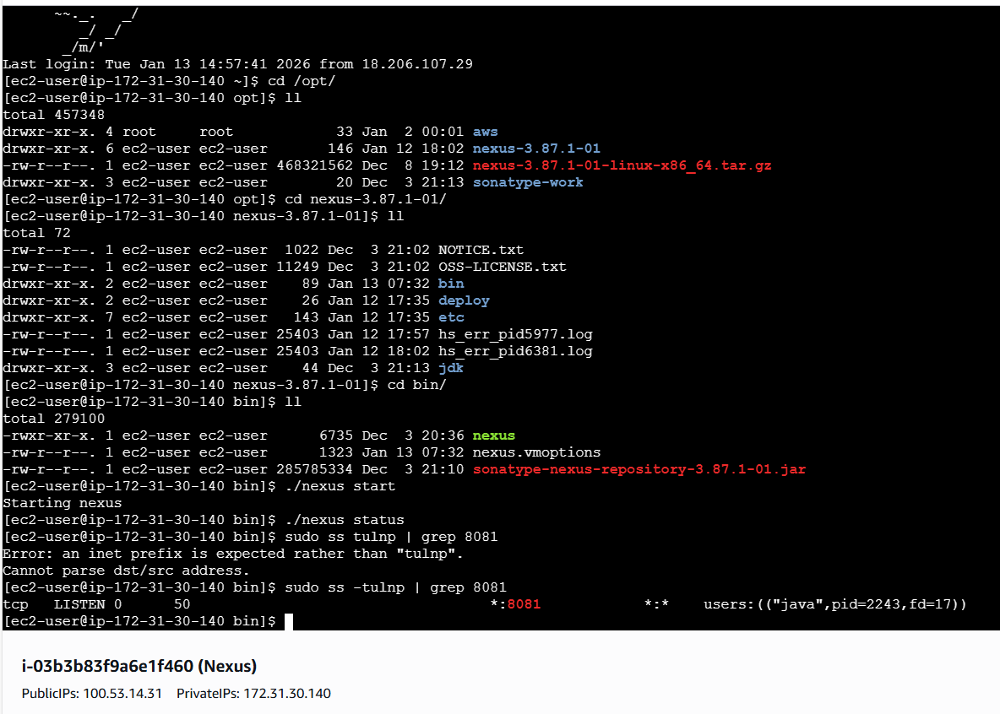 ~~._.   _/
_/ _/
_/m/'
Last login: Tue Jan 13 14:57:41 2026 from 18.206.107.29
[ec2-user@ip-172-31-30-140 ~]$ cd /opt/
[ec2-user@ip-172-31-30-140 opt]$ ll
total 457348
drwxr-xr-x. 4 root     root            33 Jan  2 00:01 aws
drwxr-xr-x. 6 ec2-user ec2-user       146 Jan 12 18:02 nexus-3.87.1-01
-rw-r--r--. 1 ec2-user ec2-user 468321562 Dec  8 19:12 nexus-3.87.1-01-linux-x86_64.tar.gz
drwxr-xr-x. 3 ec2-user ec2-user        20 Dec  3 21:13 sonatype-work
[ec2-user@ip-172-31-30-140 opt]$ cd nexus-3.87.1-01/
[ec2-user@ip-172-31-30-140 nexus-3.87.1-01]$ ll
total 72
-rw-r--r--. 1 ec2-user ec2-user  1022 Dec  3 21:02 NOTICE.txt
-rw-r--r--. 1 ec2-user ec2-user 11249 Dec  3 21:02 OSS-LICENSE.txt
drwxr-xr-x. 2 ec2-user ec2-user    89 Jan 13 07:32 bin
drwxr-xr-x. 2 ec2-user ec2-user    26 Jan 12 17:35 deploy
drwxr-xr-x. 7 ec2-user ec2-user   143 Jan 12 17:35 etc
-rw-r--r--. 1 ec2-user ec2-user 25403 Jan 12 17:57 hs_err_pid5977.log
-rw-r--r--. 1 ec2-user ec2-user 25403 Jan 12 18:02 hs_err_pid6381.log
drwxr-xr-x. 3 ec2-user ec2-user    44 Dec  3 21:13 jdk
[ec2-user@ip-172-31-30-140 nexus-3.87.1-01]$ cd bin/
[ec2-user@ip-172-31-30-140 bin]$ ll
total 279100
-rwxr-xr-x. 1 ec2-user ec2-user      6735 Dec  3 20:36 nexus
-rw-r--r--. 1 ec2-user ec2-user      1323 Jan 13 07:32 nexus.vmoptions
-rw-r--r--. 1 ec2-user ec2-user 285785334 Dec  3 21:10 sonatype-nexus-repository-3.87.1-01.jar
[ec2-user@ip-172-31-30-140 bin]$ ./nexus start
Starting nexus
[ec2-user@ip-172-31-30-140 bin]$ ./nexus status
[ec2-user@ip-172-31-30-140 bin]$ sudo ss tulnp | grep 8081
Error: an inet prefix is expected rather than "tulnp".
Cannot parse dst/src address.
[ec2-user@ip-172-31-30-140 bin]$ sudo ss -tulnp | grep 8081
tcp   LISTEN 0      50                                   *:8081            *:*    users:(("java",pid=2243,fd=17))
[ec2-user@ip-172-31-30-140 bin]$
i-03b3b83f9a6e1f460 (Nexus)
PublicIPs: 100.53.14.31    PrivateIPs: 172.31.30.140